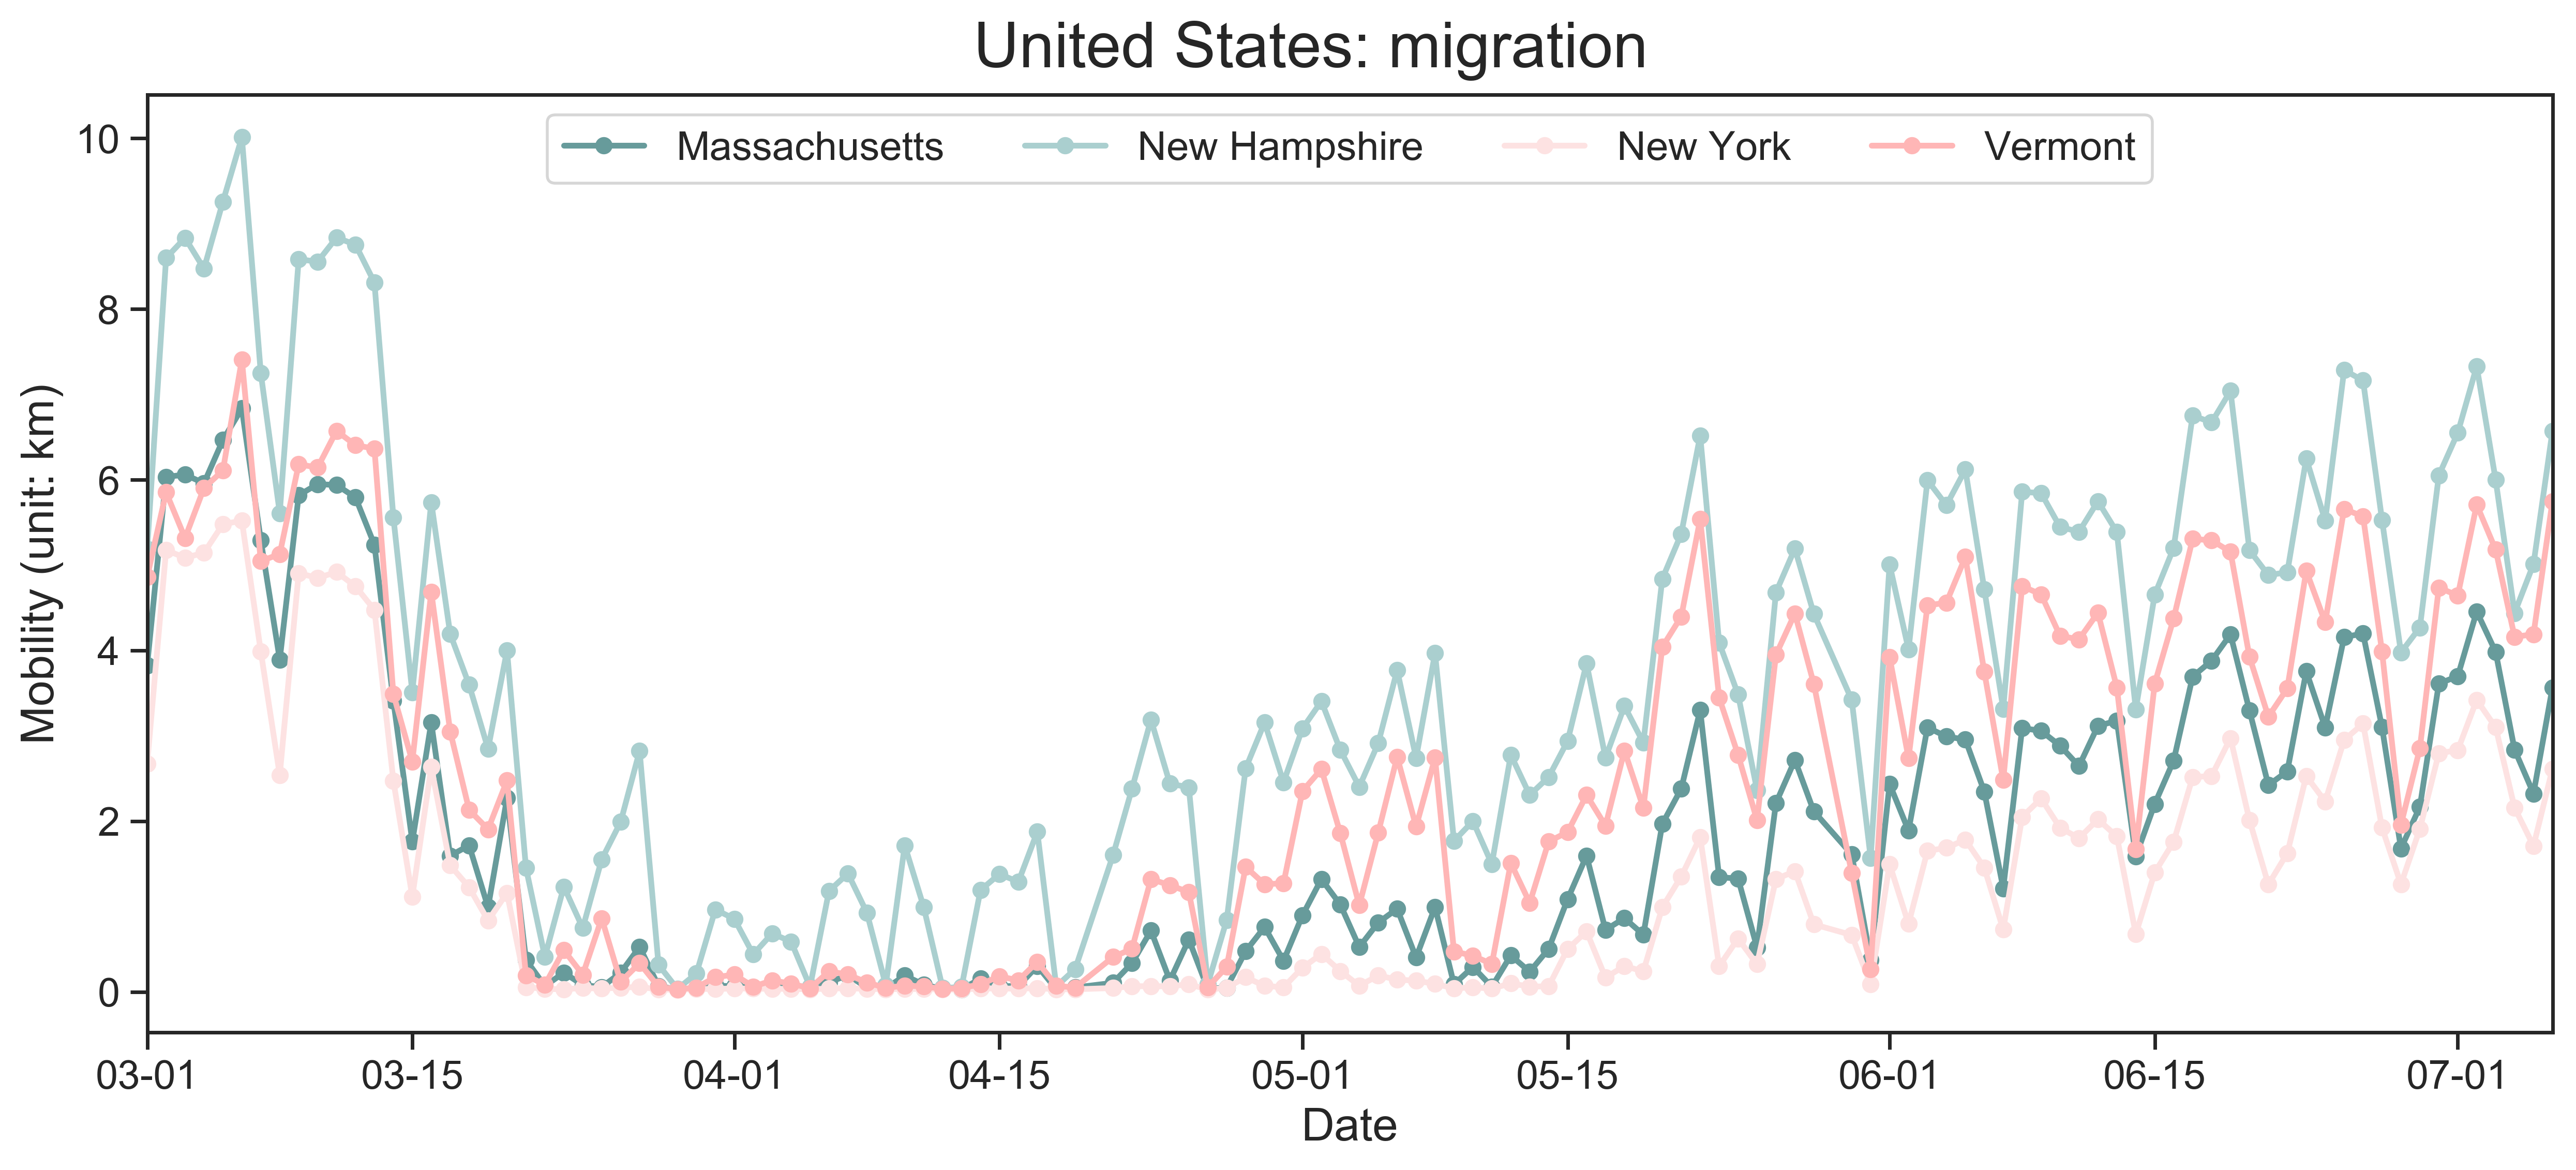 United States: migration
Massachusetts New Hampshire New York Vermont
Mobility (unit: km)
10
8
6
4
2
0
03-01 03-15 04-01 04-15 05-01 05-15 06-01 06-15 07-01
Date